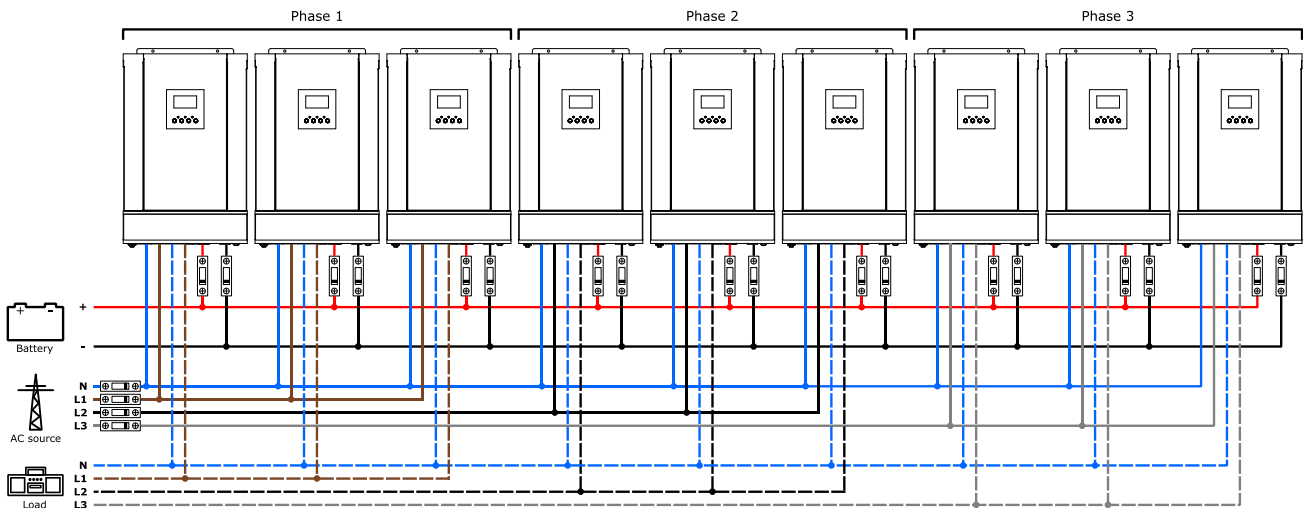 Phase 1 Phase 2 Phase 3
+
+ -
Battery
-
N
L1
L2
AC source
L3
N
L1
L2
Load
L3